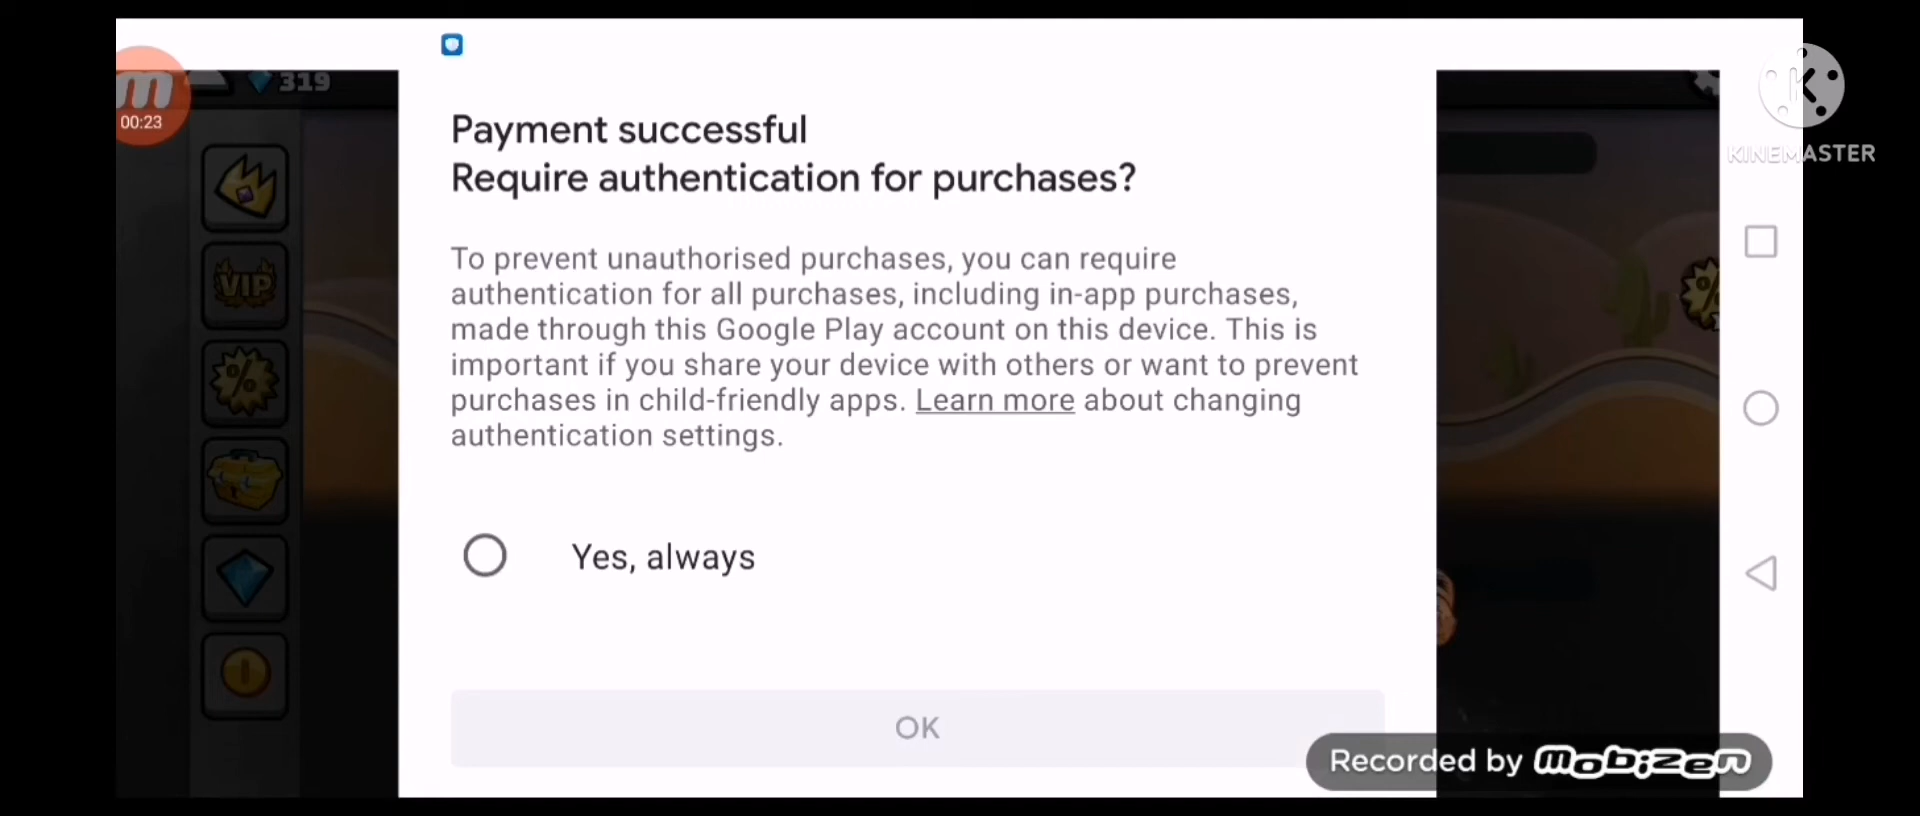 319
00:23
Payment successful
Require authentication for purchases?
KINEMASTER
To prevent unauthorised purchases, you can require
authentication for all purchases, including in-app purchases,
made through this Google Play account on this device. This is
important if you share your device with others or want to prevent
purchases in child-friendly apps. Learn more about changing
authentication settings.
VIP
%
Yes, always
OK
Recorded by mobizen